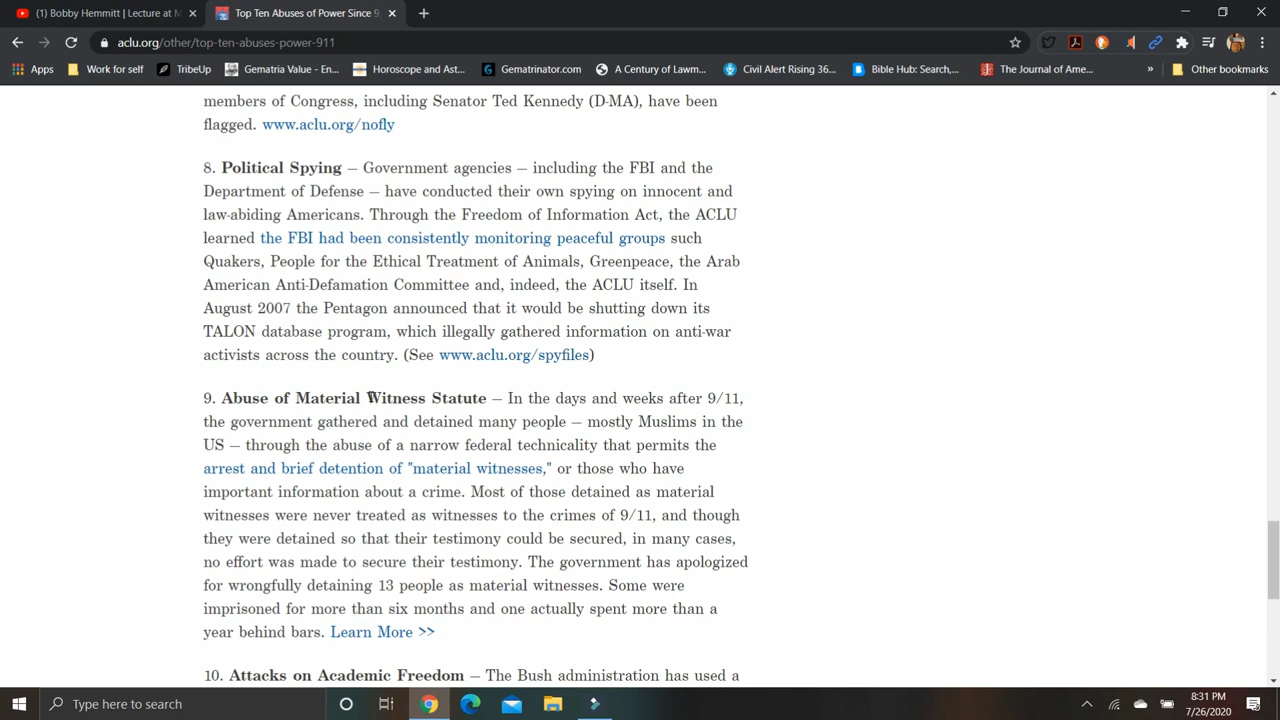 (1) Bobby Hemmitt | Lecture at M
Top Ten Abuses of Power Since 9
aclu.org/other/top-ten-abuses-power-911
Apps
Work for self
TribeUp
Gematria Value - En...
Horoscope and Ast...
Gematrinator.com
A Century of Lawm...
Civil Alert Rising 36...
Bible Hub: Search,...
The Journal of Ame...
»
Other bookmarks
members of Congress, including Senator Ted Kennedy (D-MA), have been
flagged. www.aclu.org/nofly
8. Political Spying – Government agencies – including the FBI and the
Department of Defense – have conducted their own spying on innocent and
law-abiding Americans. Through the Freedom of Information Act, the ACLU
learned the FBI had been consistently monitoring peaceful groups such
Quakers, People for the Ethical Treatment of Animals, Greenpeace, the Arab
American Anti-Defamation Committee and, indeed, the ACLU itself. In
August 2007 the Pentagon announced that it would be shutting down its
TALON database program, which illegally gathered information on anti-war
activists across the country. (See www.aclu.org/spyfiles)
9. Abuse of Material Witness Statute – In the days and weeks after 9/11,
the government gathered and detained many people – mostly Muslims in the
US – through the abuse of a narrow federal technicality that permits the
arrest and brief detention of "material witnesses," or those who have
important information about a crime. Most of those detained as material
witnesses were never treated as witnesses to the crimes of 9/11, and though
they were detained so that their testimony could be secured, in many cases,
no effort was made to secure their testimony. The government has apologized
for wrongfully detaining 13 people as material witnesses. Some were
imprisoned for more than six months and one actually spent more than a
year behind bars. Learn More >>
10. Attacks on Academic Freedom – The Bush administration has used a
Type here to search
8:31 PM
7/26/2020